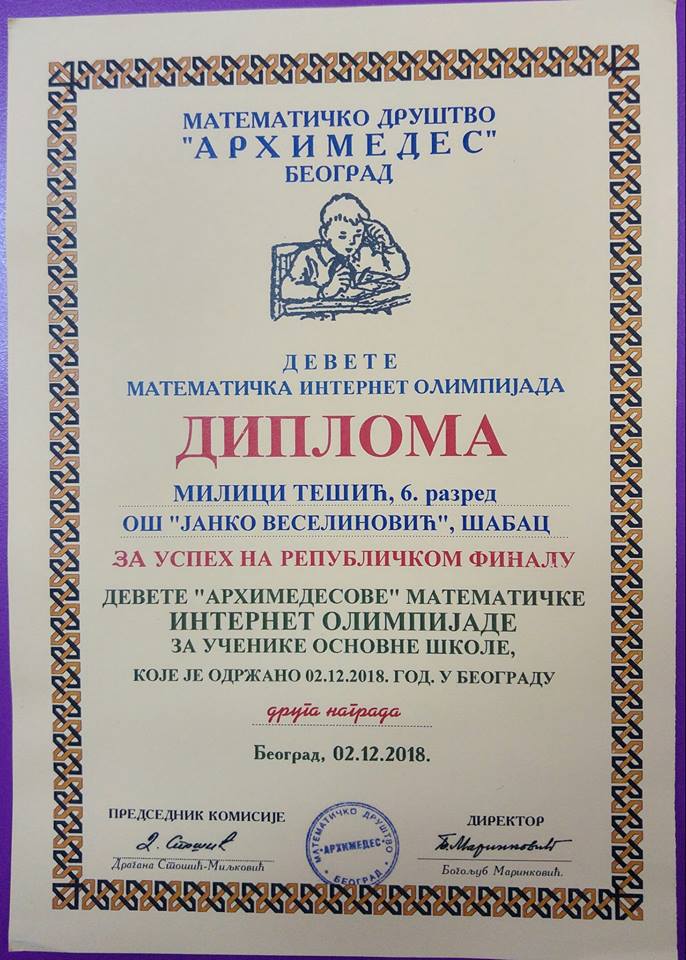 МАТЕМАТИЧКО ДРУШТВО
"АРХИМЕДЕС"
БЕОГРАД
ДЕВЕТЕ
МАТЕМАТИЧКА ИНТЕРНЕТ ОЛИМПИЈАДА
ДИПЛОМА
МИЛИЦИ ТЕШИЋ, 6. разред
ОШ "ЈАНКО ВЕСЕЛИНОВИЋ", ШАБАЦ
ЗА УСПЕХ НА РЕПУБЛИЧКОМ ФИНАЛУ
ДЕВЕТЕ "АРХИМЕДЕСОВЕ" МАТЕМАТИЧКЕ
ИНТЕРНЕТ ОЛИМПИЈАДЕ
ЗА УЧЕНИКЕ ОСНОВНЕ ШКОЛЕ,
КОЈЕ ЈЕ ОДРЖАНО 02.12.2018. ГОД. У БЕОГРАДУ
друга награда
Београд, 02.12.2018.
ПРЕДСЕДНИК КОМИСИЈЕ
Д. Стошић
Драгана Стошић-Миљковић
МАТЕМАТИЧКО ДРУШТВО
"АРХИМЕДЕС"
БЕОГРАД
ДИРЕКТОР
Б. Маринковић
Богољуб Маринковић.